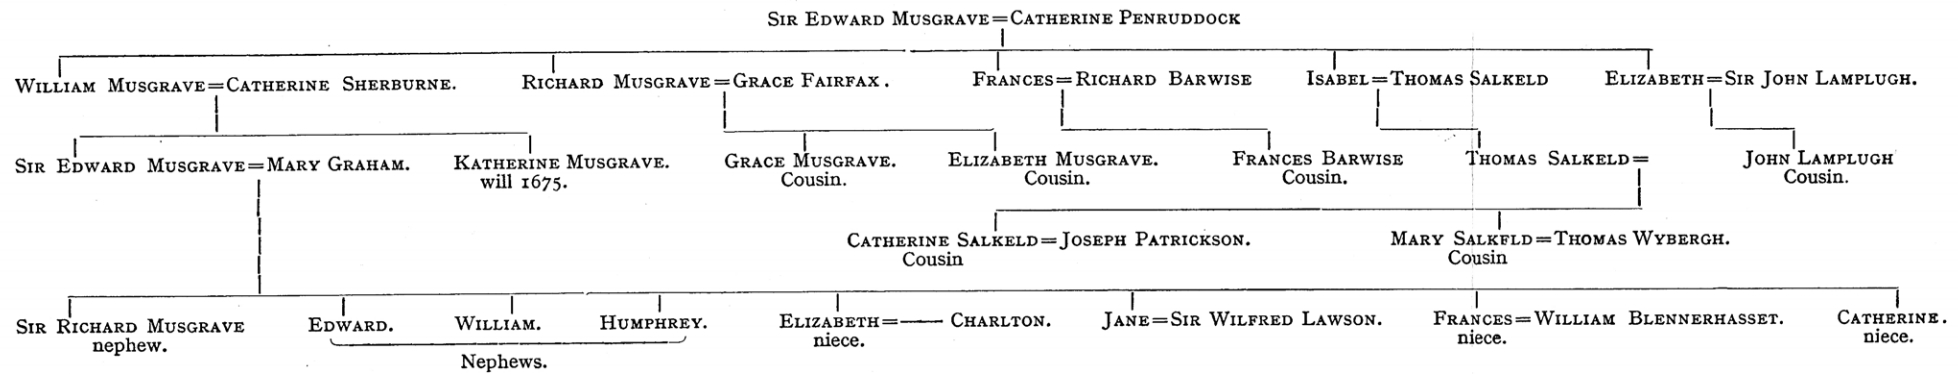 SIR EDWARD MUSGRAVE=CATHERINE PENRUDDOCK
WILLIAM MUSGRAVE=CATHERINE SHERBURNE. RICHARD MUSGRAVE=GRACE FAIRFAX. FRANCES=RICHARD BARWISE ISABEL=THOMAS SALKELD ELIZABETH=SIR JOHN LAMPLUGH.
SIR EDWARD MUSGRAVE=MARY GRAHAM. KATHERINE MUSGRAVE. GRACE MUSGRAVE. ELIZABETH MUSGRAVE. FRANCES BARWISE THOMAS SALKELD= JOHN LAMPLUGH
will 1675. Cousin. Cousin. Cousin. Cousin.
CATHERINE SALKELD=JOSEPH PATRICKSON. MARY SALKELD=THOMAS WYBERGH.
Cousin Cousin
SIR RICHARD MUSGRAVE EDWARD. WILLIAM. HUMPHREY. ELIZABETH=—— CHARLTON. JANE=SIR WILFRED LAWSON. FRANCES=WILLIAM BLENNERHASSET. CATHERINE.
nephew. niece. niece. niece.
Nephews.